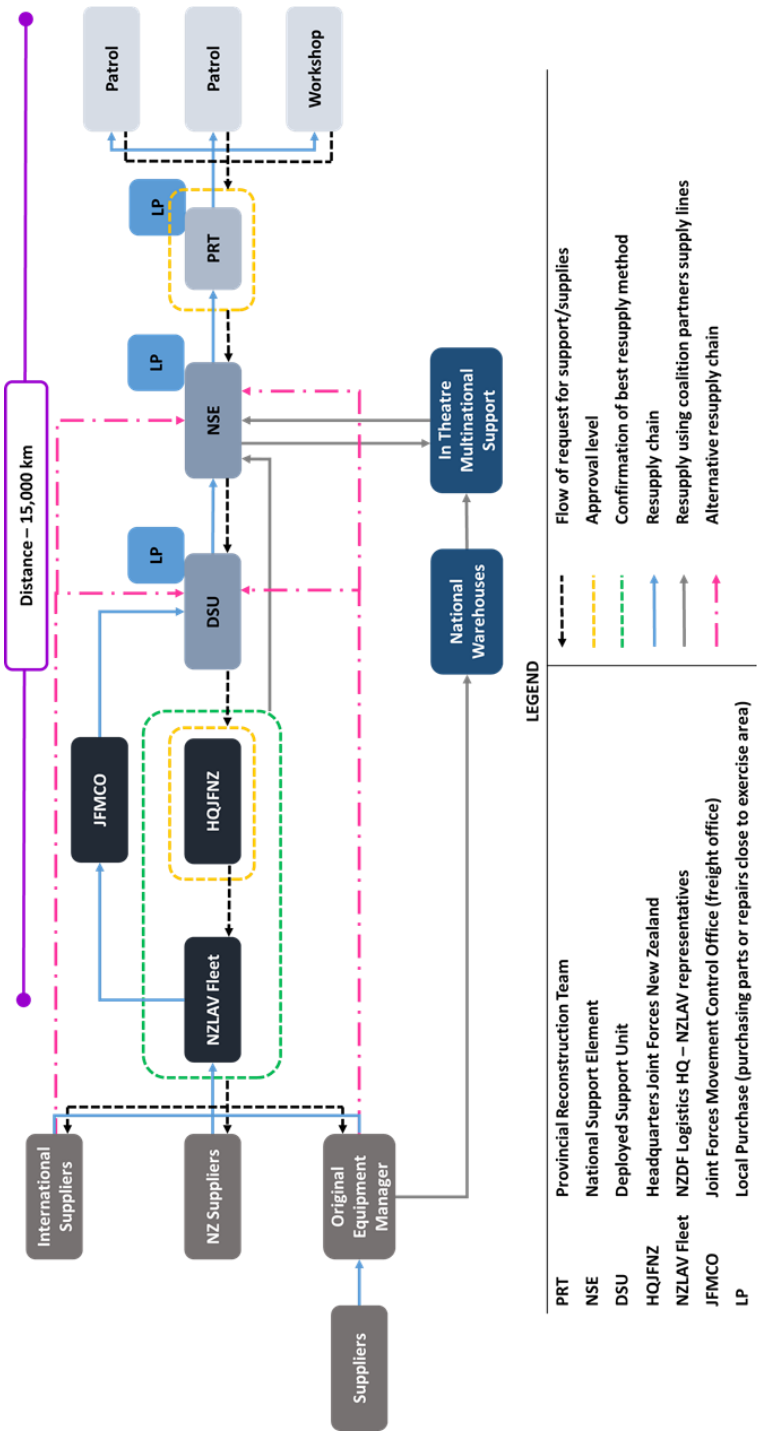 Distance – 15,000 km
Suppliers
International
Suppliers
NZ Suppliers
Original
Equipment
Manager
NZLAV Fleet
HQJFNZ
JFMCO
DSU
LP
NSE
LP
PRT
LP
Patrol
Patrol
Workshop
National
Warehouses
In Theatre
Multinational
Support
LEGEND
PRT Provincial Reconstruction Team
NSE National Support Element
DSU Deployed Support Unit
HQJFNZ Headquarters Joint Forces New Zealand
NZLAV Fleet NZDF Logistics HQ – NZLAV representatives
JFMCO Joint Forces Movement Control Office (freight office)
LP Local Purchase (purchasing parts or repairs close to exercise area)
Flow of request for support/supplies
Approval level
Confirmation of best resupply method
Resupply chain
Resupply using coalition partners supply lines
Alternative resupply chain